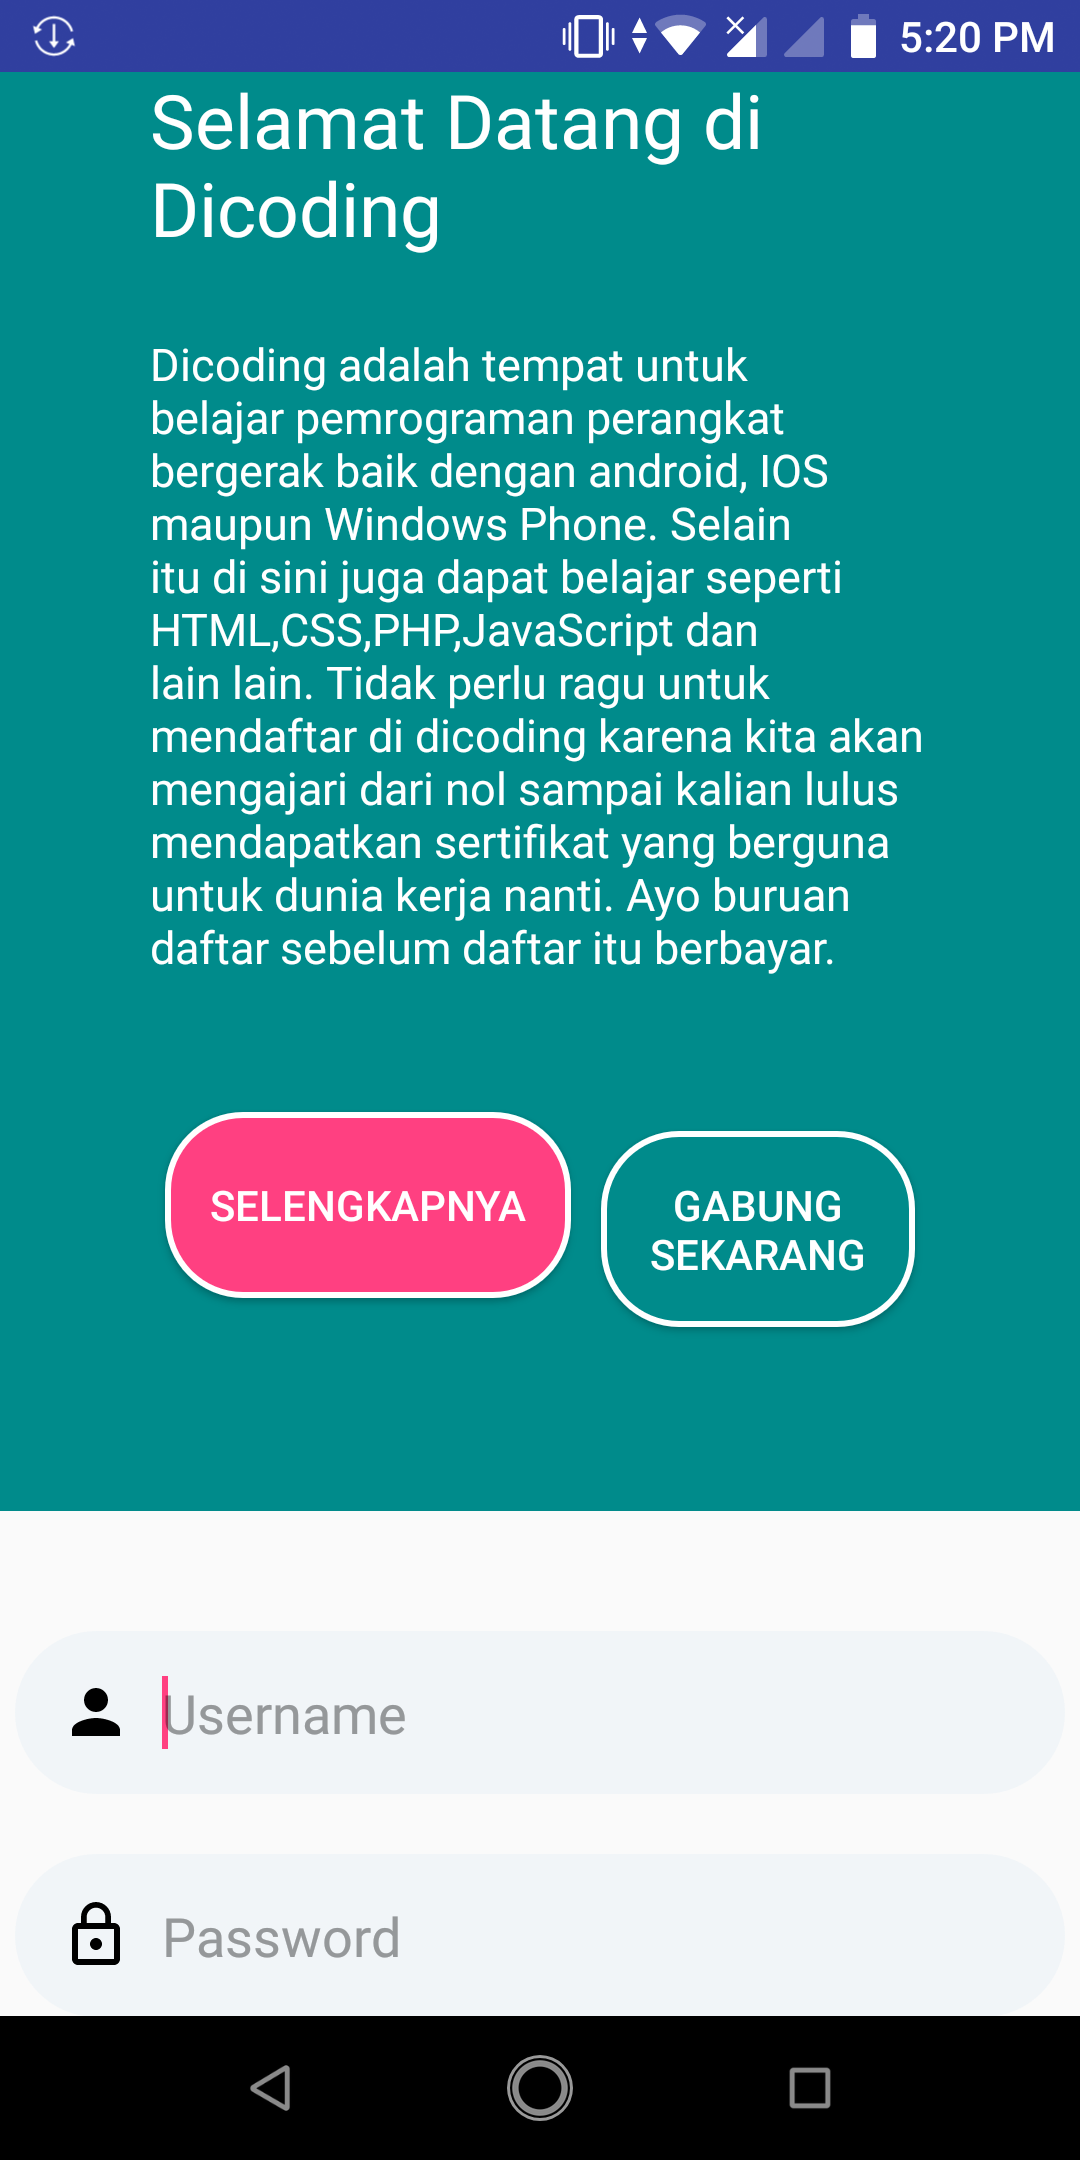 5:20 PM
Selamat Datang di
Dicoding
Dicoding adalah tempat untuk
belajar pemrograman perangkat
bergerak baik dengan android, IOS
maupun Windows Phone. Selain
itu di sini juga dapat belajar seperti
HTML,CSS,PHP,JavaScript dan
lain lain. Tidak perlu ragu untuk
mendaftar di dicoding karena kita akan
mengajari dari nol sampai kalian lulus
mendapatkan sertifikat yang berguna
untuk dunia kerja nanti. Ayo buruan
daftar sebelum daftar itu berbayar.
SELENGKAPNYA
GABUNG
SEKARANG
Username
Password